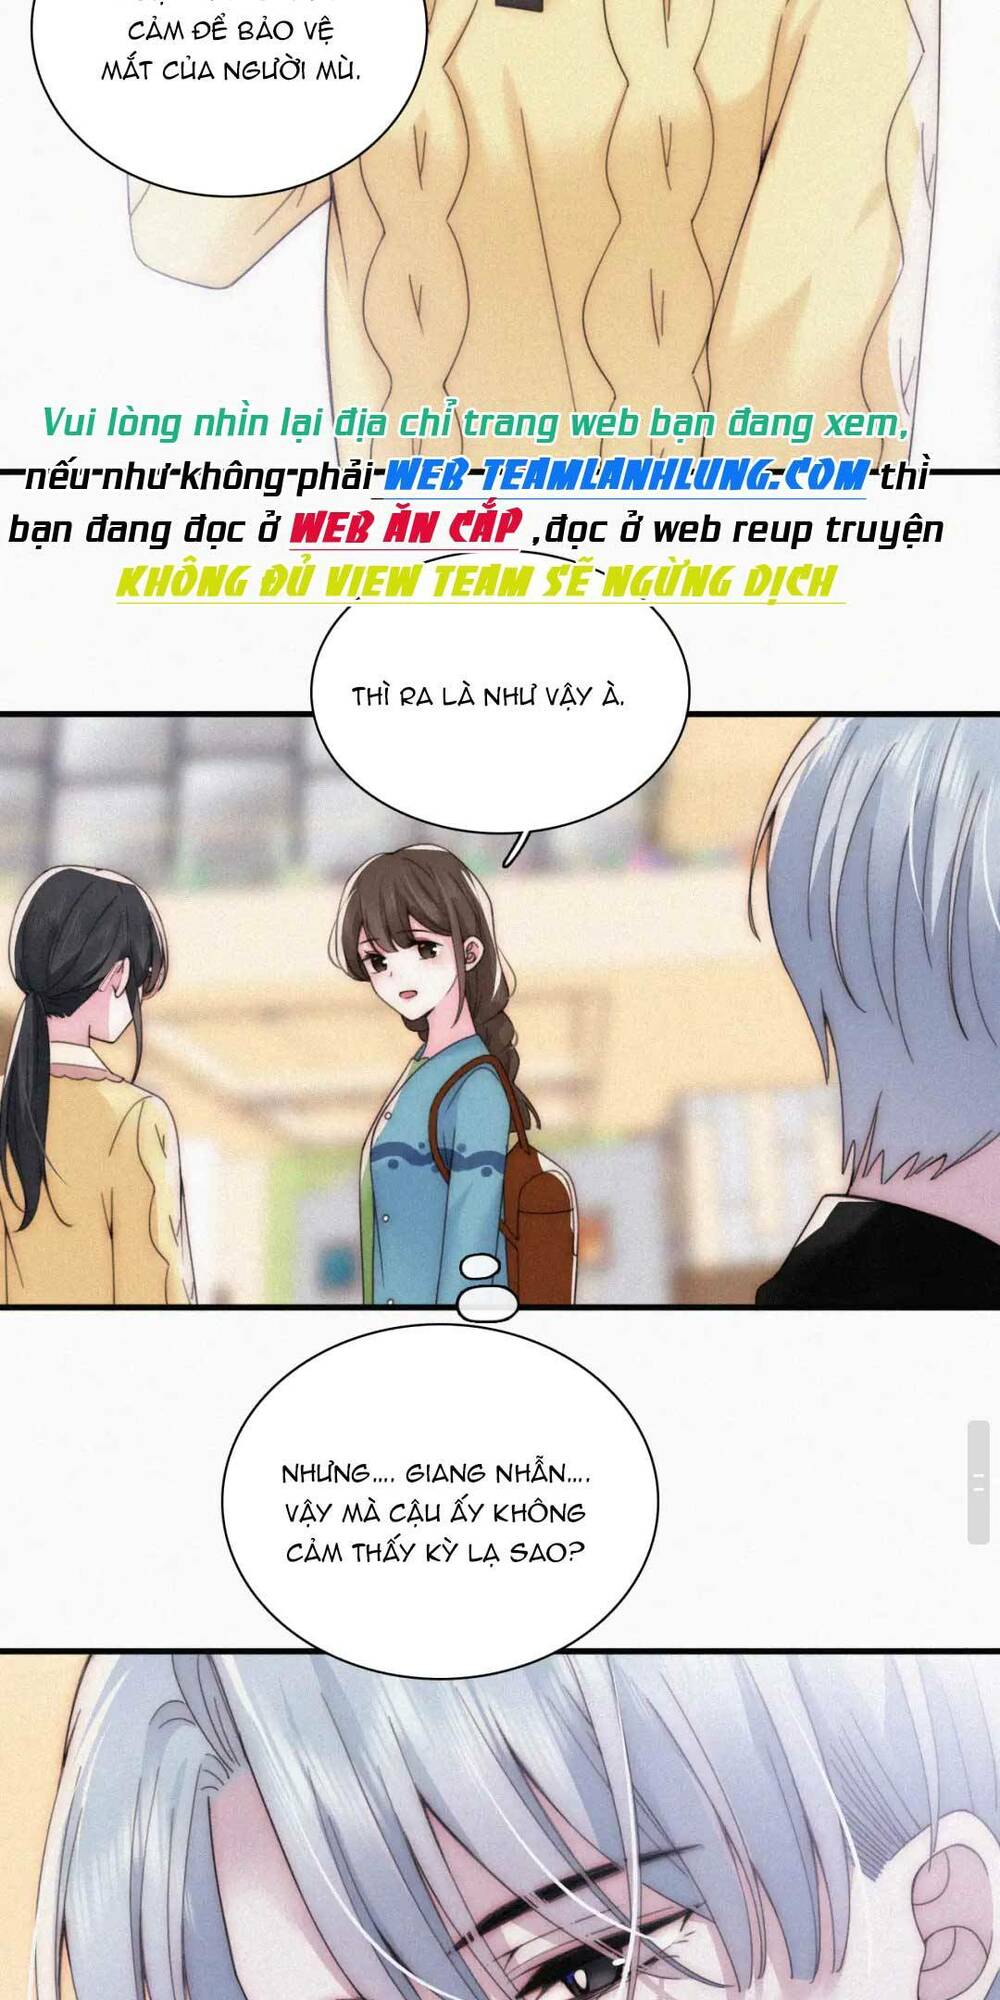 CẢM ĐỂ BẢO VỆ
MẮT CỦA NGƯỜI MÙ.
Vui lòng nhìn lại địa chỉ trang web bạn đang xem,
nếu như không phải WEB TEAMLANHLUNG.COM thì
bạn đang đọc ở WEB ĂN CẮP ,đọc ở web reup truyện
KHÔNG ĐỦ VIEW TEAM SẼ NGỪNG DỊCH
THÌ RA LÀ NHƯ VẬY À.
NHƯNG.... GIANG NHẪN....
VẬY MÀ CẬU ẤY KHÔNG
CẢM THẤY KỲ LẠ SAO?